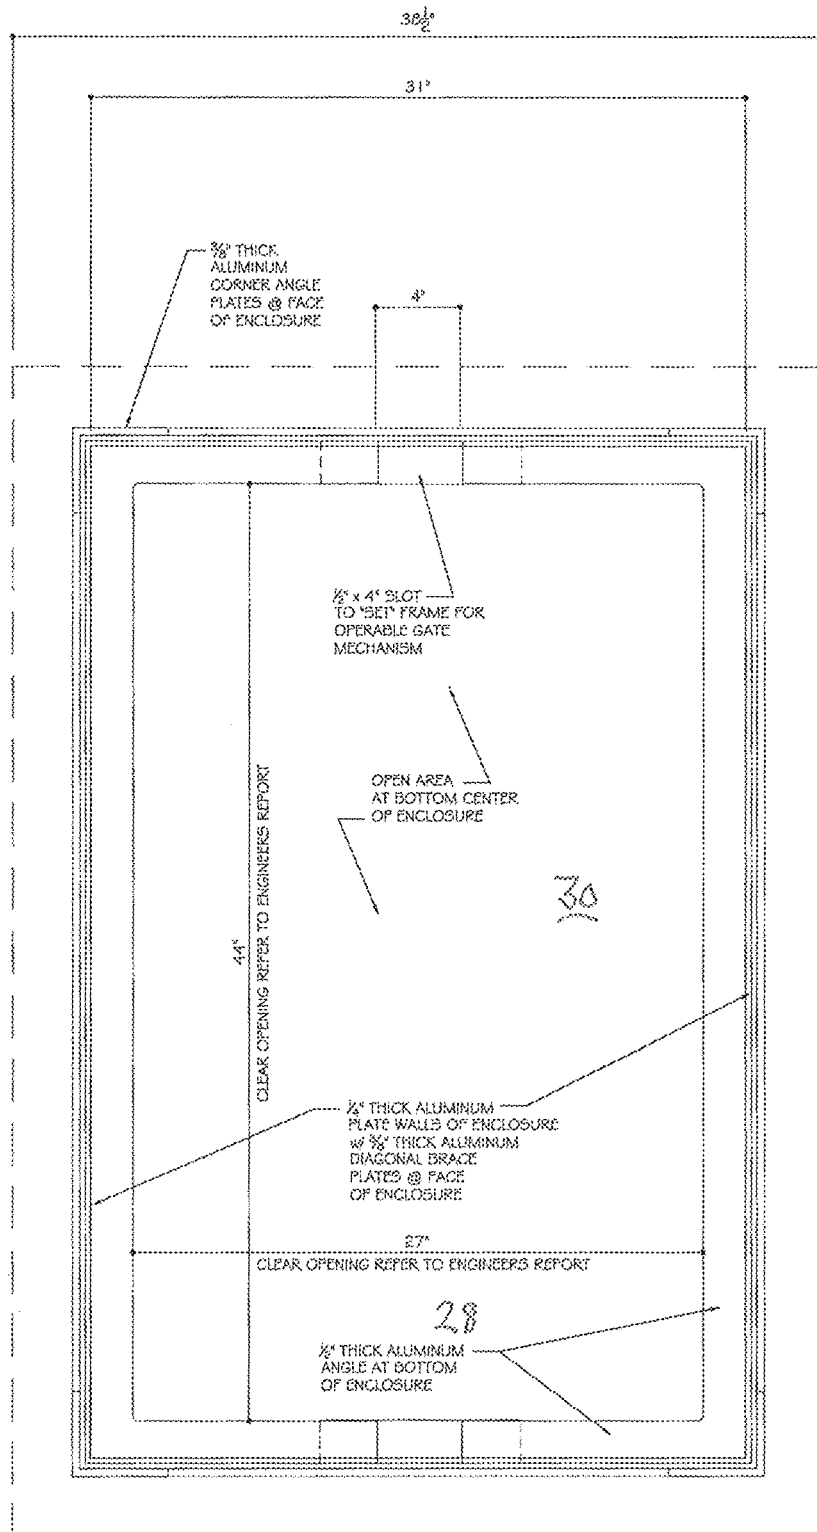 38½"
31"
⅜" THICK
ALUMINUM
CORNER ANGLE
PLATES @ FACE
OF ENCLOSURE
4"
½" x 4" SLOT
TO "SET" FRAME FOR
OPERABLE GATE
MECHANISM
OPEN AREA
AT BOTTOM CENTER
OF ENCLOSURE
44"
CLEAR OPENING REFER TO ENGINEERS REPORT
30
¼" THICK ALUMINUM
PLATE WALLS OF ENCLOSURE
w/ ⅜" THICK ALUMINUM
DIAGONAL BRACE
PLATES @ FACE
OF ENCLOSURE
27"
CLEAR OPENING REFER TO ENGINEERS REPORT
28
½" THICK ALUMINUM
ANGLE AT BOTTOM
OF ENCLOSURE